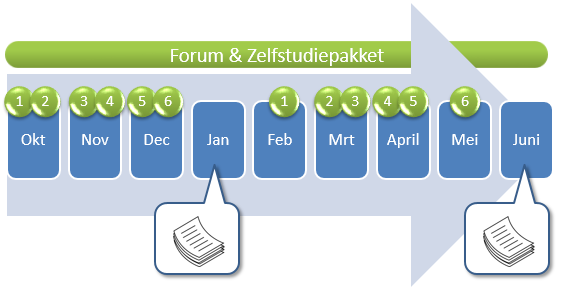 Forum & Zelfstudiepakket
1 2 3 4 5 6 1 2 3 4 5 6
Okt Nov Dec Jan Feb Mrt April Mei Juni